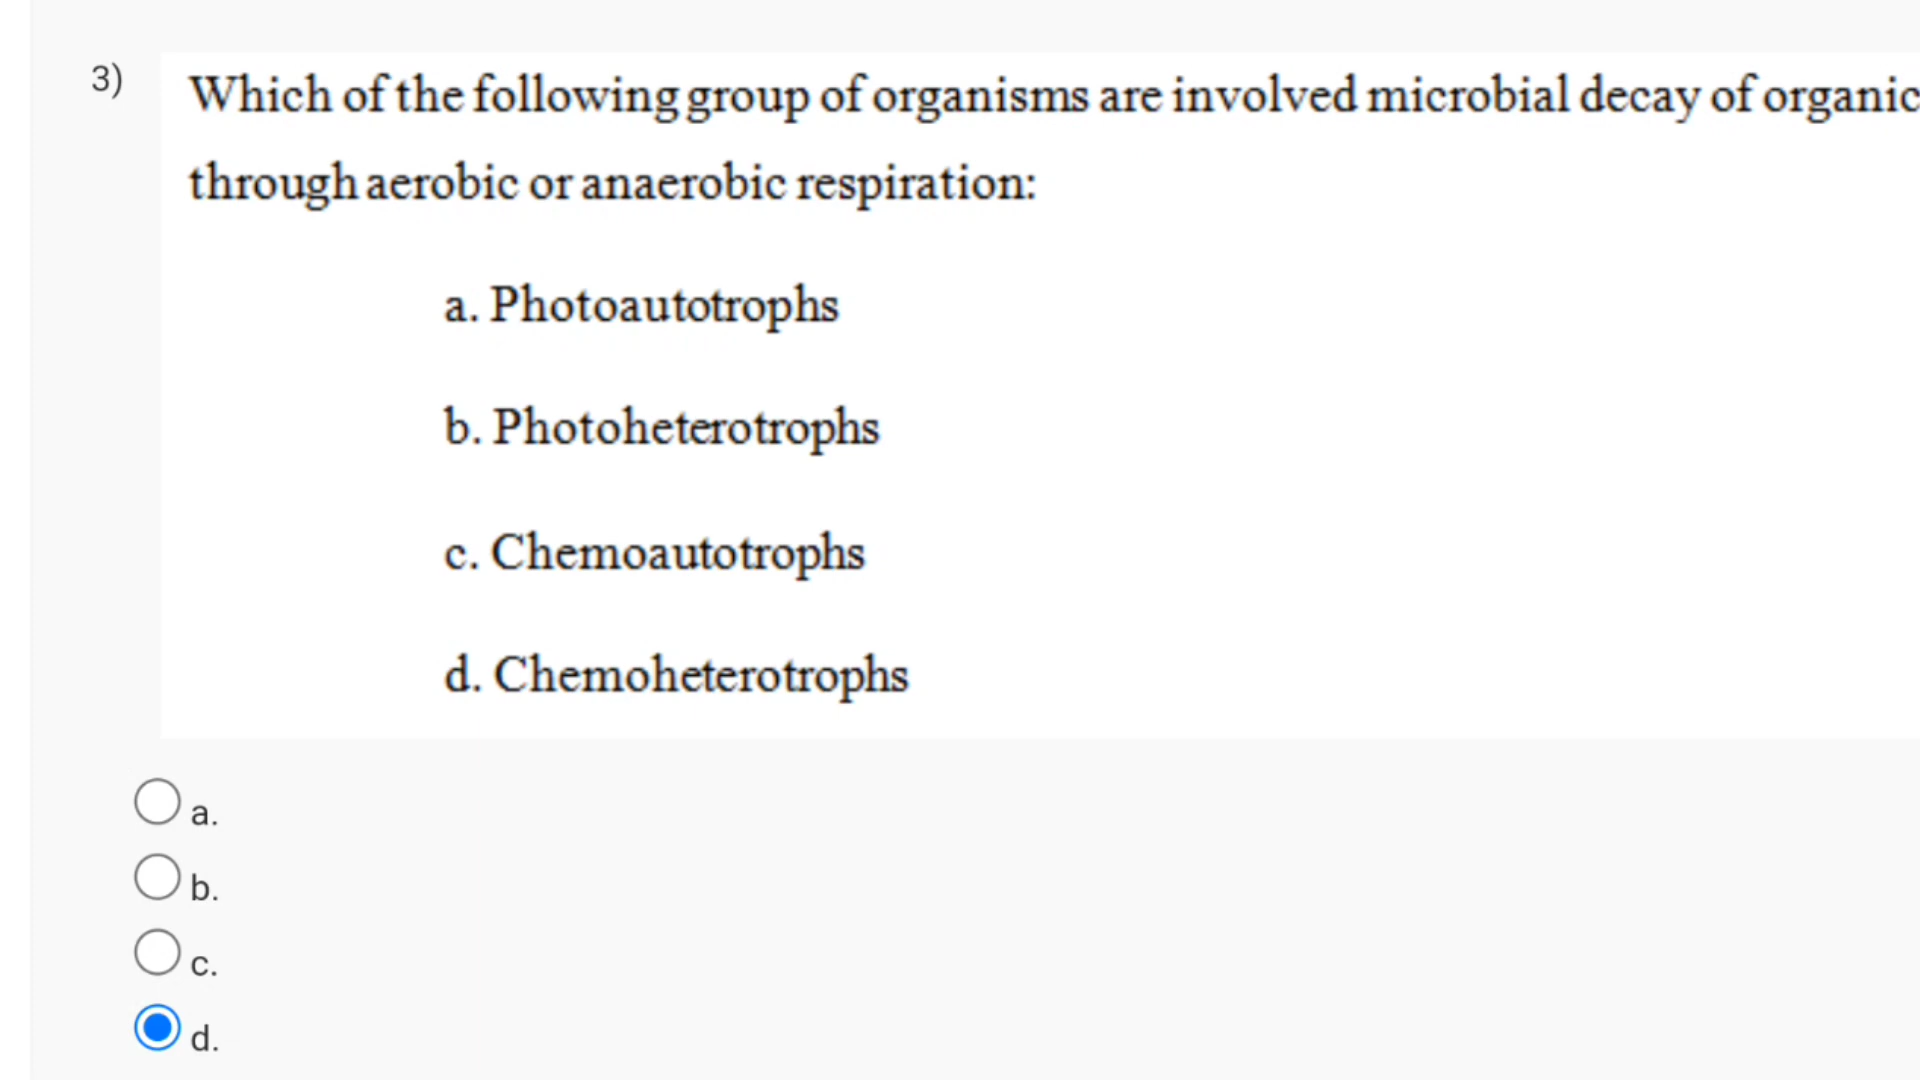 3)
Which of the following group of organisms are involved microbial decay of organic
through aerobic or anaerobic respiration:
a. Photoautotrophs
b. Photoheterotrophs
c. Chemoautotrophs
d. Chemoheterotrophs
a.
b.
c.
d.